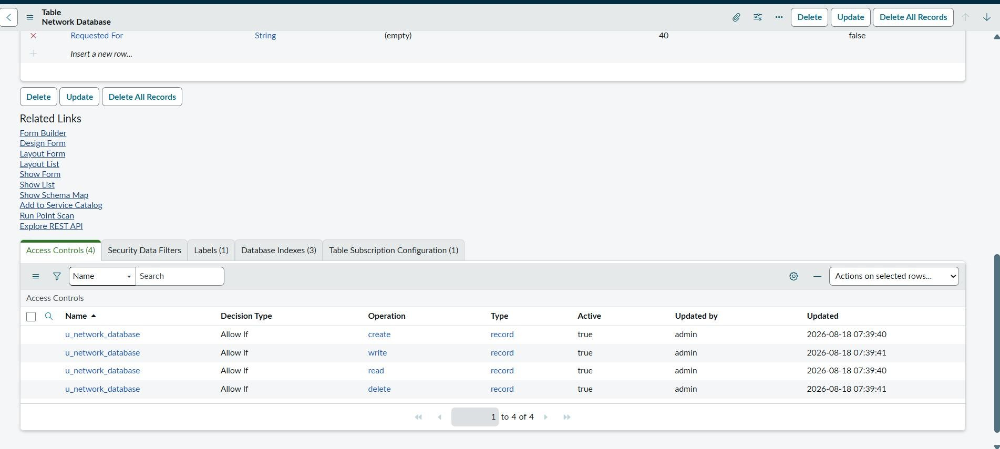 Table
Network Database
Delete Update Delete All Records
Requested For String (empty) 40 false
Insert a new row...
Delete Update Delete All Records
Related Links
Form Builder
Design Form
Layout Form
Layout List
Show Form
Show List
Show Schema Map
Add to Service Catalog
Run Point Scan
Explore REST API
Access Controls (4) Security Data Filters Labels (1) Database Indexes (3) Table Subscription Configuration (1)
Name Search Actions on selected rows...
Access Controls
Name Decision Type Operation Type Active Updated by Updated
u_network_database Allow If create record true admin 2026-08-18 07:39:40
u_network_database Allow If write record true admin 2026-08-18 07:39:41
u_network_database Allow If read record true admin 2026-08-18 07:39:40
u_network_database Allow If delete record true admin 2026-08-18 07:39:41
1 to 4 of 4